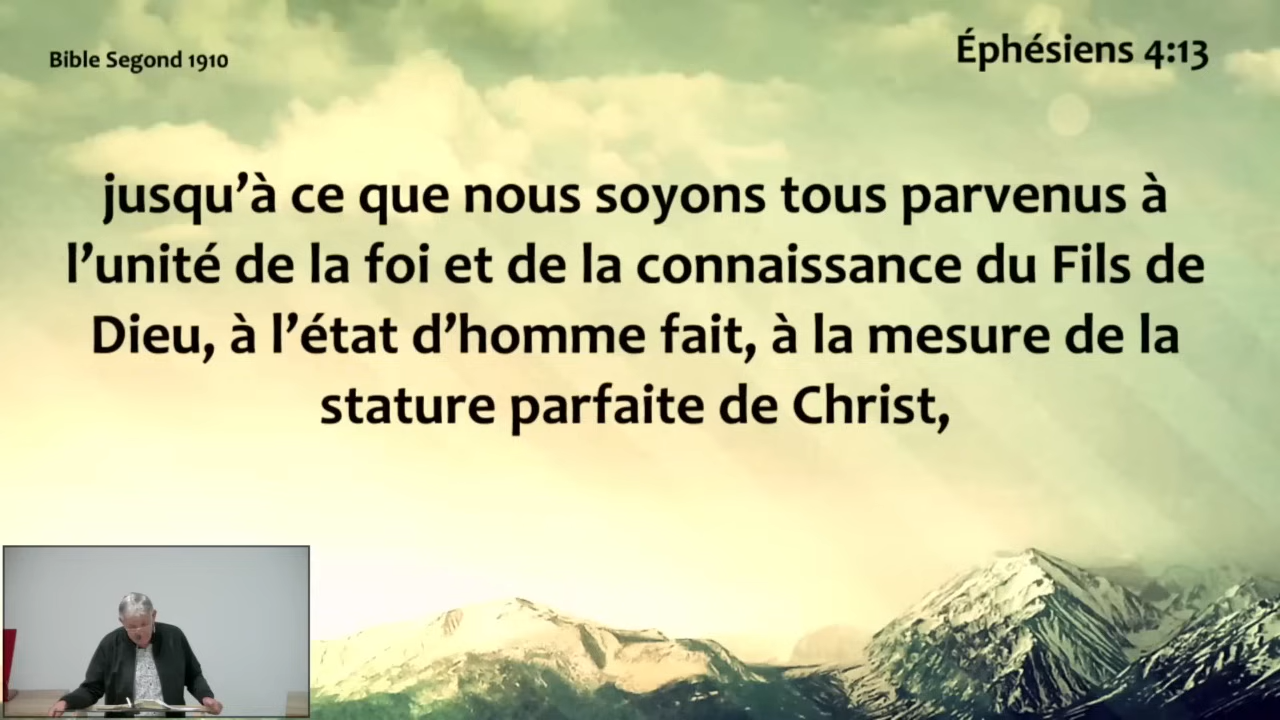 Bible Segond 1910
Éphésiens 4:13
jusqu’à ce que nous soyons tous parvenus à
l’unité de la foi et de la connaissance du Fils de
Dieu, à l’état d’homme fait, à la mesure de la
stature parfaite de Christ,